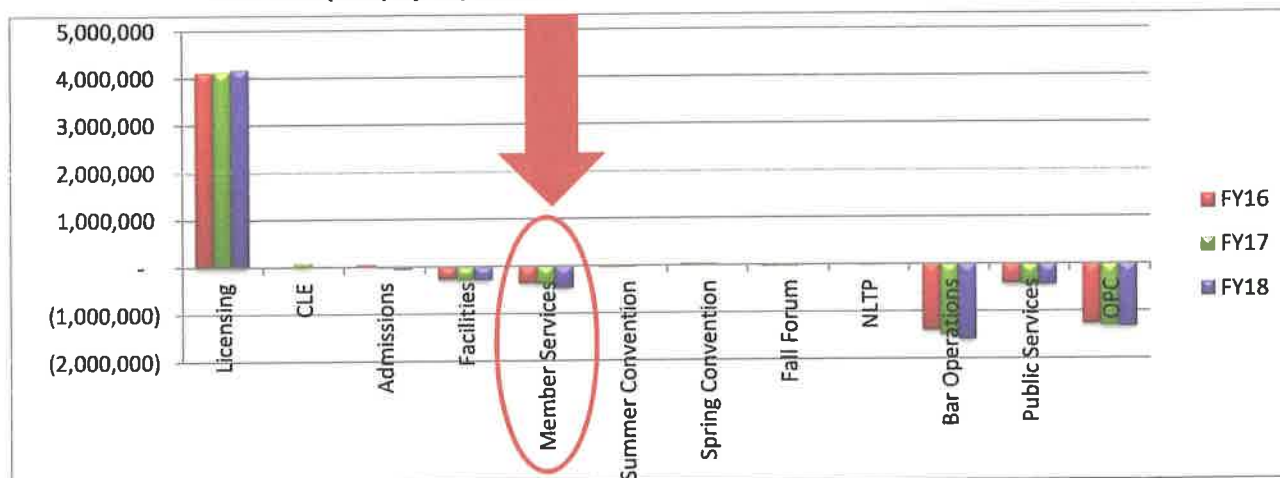 5,000,000
4,000,000
3,000,000
2,000,000
1,000,000
-
(1,000,000)
(2,000,000)
Licensing
CLE
Admissions
Facilities
Member Services
Summer Convention
Spring Convention
Fall Forum
NLTP
Bar Operations
Public Services
OPC
FY16
FY17
FY18